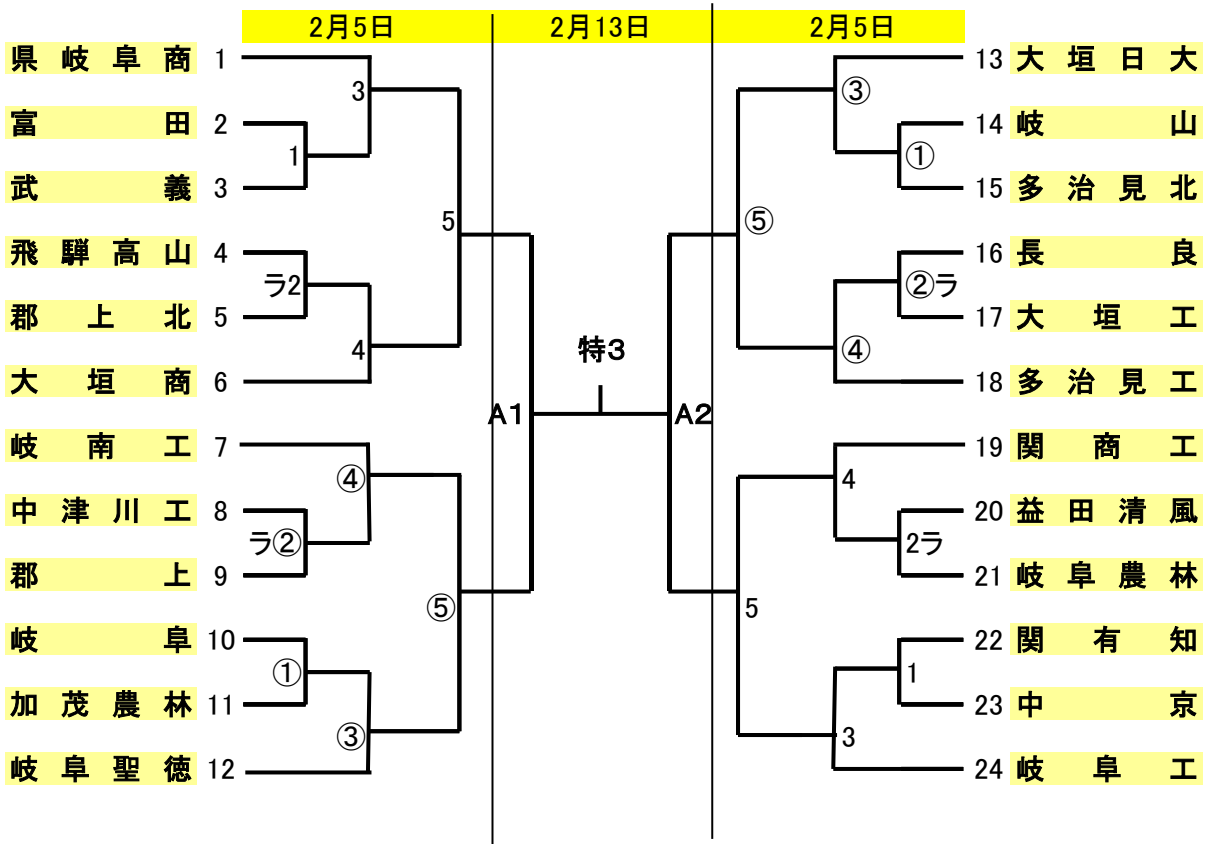 2月5日 2月13日 2月5日
県岐阜商 1
富田 2
武義 3
飛騨高山 4
郡上北 5
大垣商 6
岐南工 7
中津川工 8
郡上 9
岐阜 10
加茂農林 11
岐阜聖徳 12
3
1
5
ラ2
4
④
ラ②
⑤
①
③
A1
特3
A2
③
①
⑤
②ラ
④
4
2ラ
5
1
3
13 大垣日大
14 岐山
15 多治見北
16 長良
17 大垣工
18 多治見工
19 関商工
20 益田清風
21 岐阜農林
22 関有知
23 中京
24 岐阜工